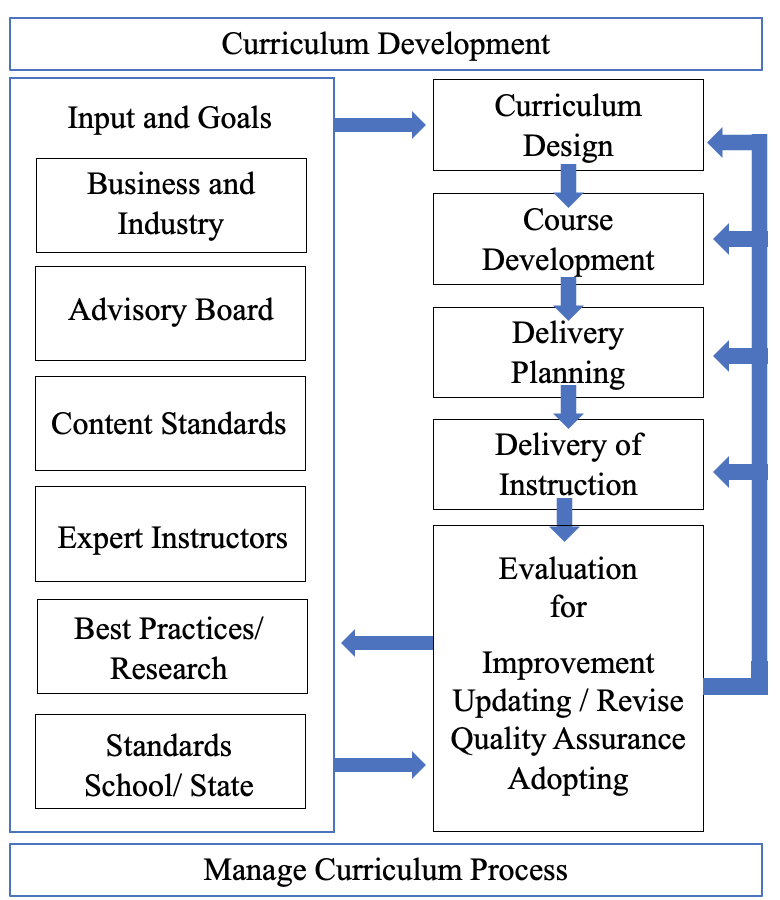 Curriculum Development
Input and Goals
Business and
Industry
Advisory Board
Content Standards
Expert Instructors
Best Practices/
Research
Standards
School/ State
Curriculum
Design
Course
Development
Delivery
Planning
Delivery of
Instruction
Evaluation
for
Improvement
Updating / Revise
Quality Assurance
Adopting
Manage Curriculum Process